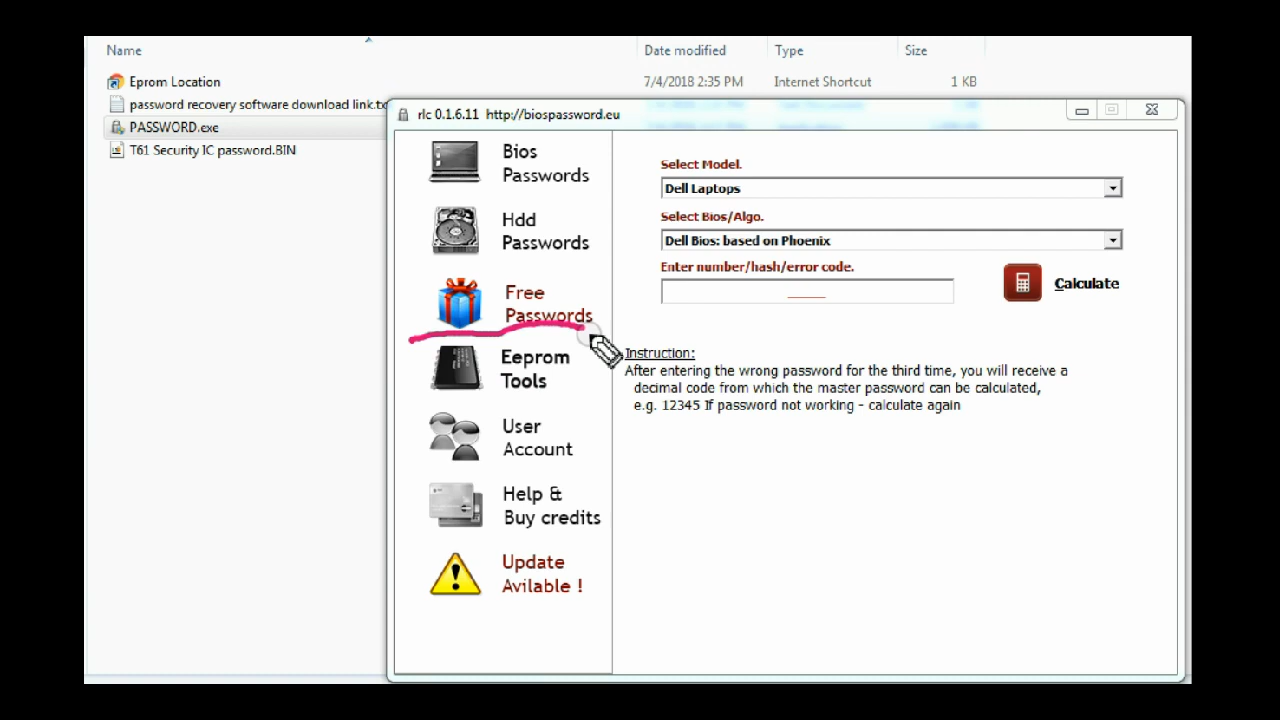 Name
Date modified
Type
Size
Eprom Location
7/4/2018 2:35 PM
Internet Shortcut
1 KB
password recovery software download link.tx
PASSWORD.exe
T61 Security IC password.BIN
rlc 0.1.6.11 http://biospassword.eu
Bios
Passwords
Hdd
Passwords
Free
Passwords
Eeprom
Tools
User
Account
Help &
Buy credits
Update
Avilable !
Select Model.
Dell Laptops
Select Bios/Algo.
Dell Bios: based on Phoenix
Enter number/hash/error code.
Calculate
Instruction:
After entering the wrong password for the third time, you will receive a
decimal code from which the master password can be calculated,
e.g. 12345 If password not working - calculate again